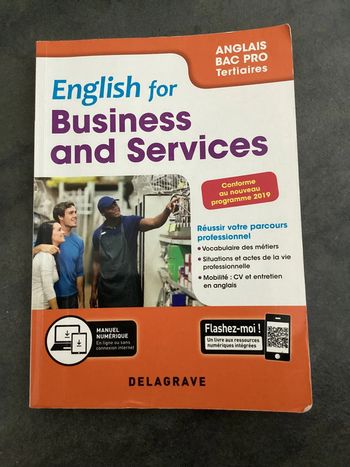 ANGLAIS
BAC PRO
Tertiaires
English for
Business
and Services
Conforme
au nouveau
programme 2019
Réussir votre parcours
professionnel
• Vocabulaire des métiers
• Situations et actes de la vie
professionnelle
• Mobilité : CV et entretien
en anglais
MANUEL
NUMÉRIQUE
En ligne ou sans
connexion internet
Flashez-moi !
Un livre aux ressources
numériques intégrées
DELAGRAVE